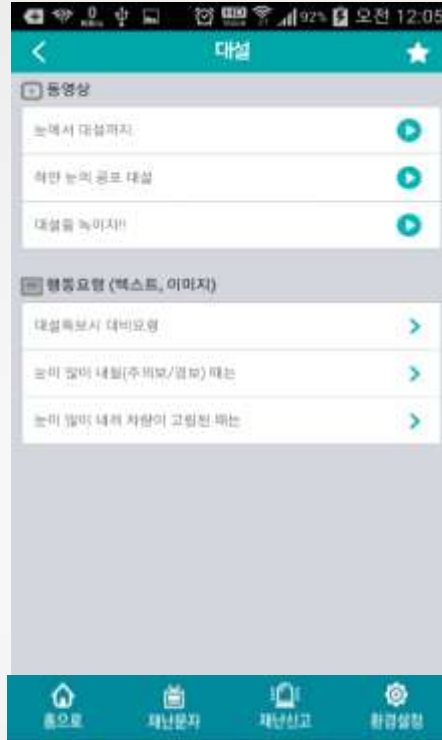 92% 오전 12:05
대설
동영상
눈에서 대설까지
하얀 눈의 공포 대설
대설을 녹이자!!
행동요령 (텍스트, 이미지)
대설특보시 대비요령
눈이 많이 내릴(주의보/경보) 때는
눈이 많이 내려 차량이 고립된 때는
홈으로
재난문자
재난신고
환경설정